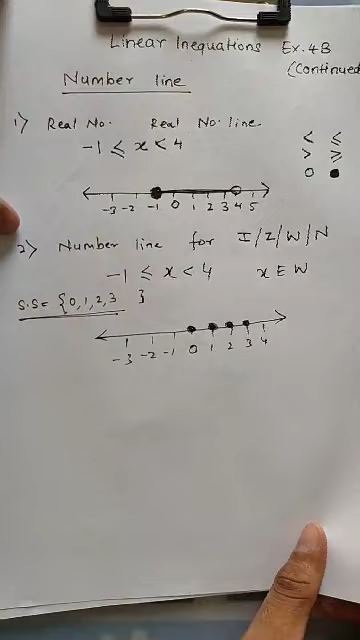 Linear Inequations Ex. 4B
(Continued
Number line
1) Real No. Real No. line
-1 ≤ x < 4
< ≤
> ≥
○ ●
-3 -2 -1 0 1 2 3 4 5
2) Number line for I/Z/W/N
-1 ≤ x < 4 x ∈ W
S.S = {0,1,2,3 }
-3 -2 -1 0 1 2 3 4